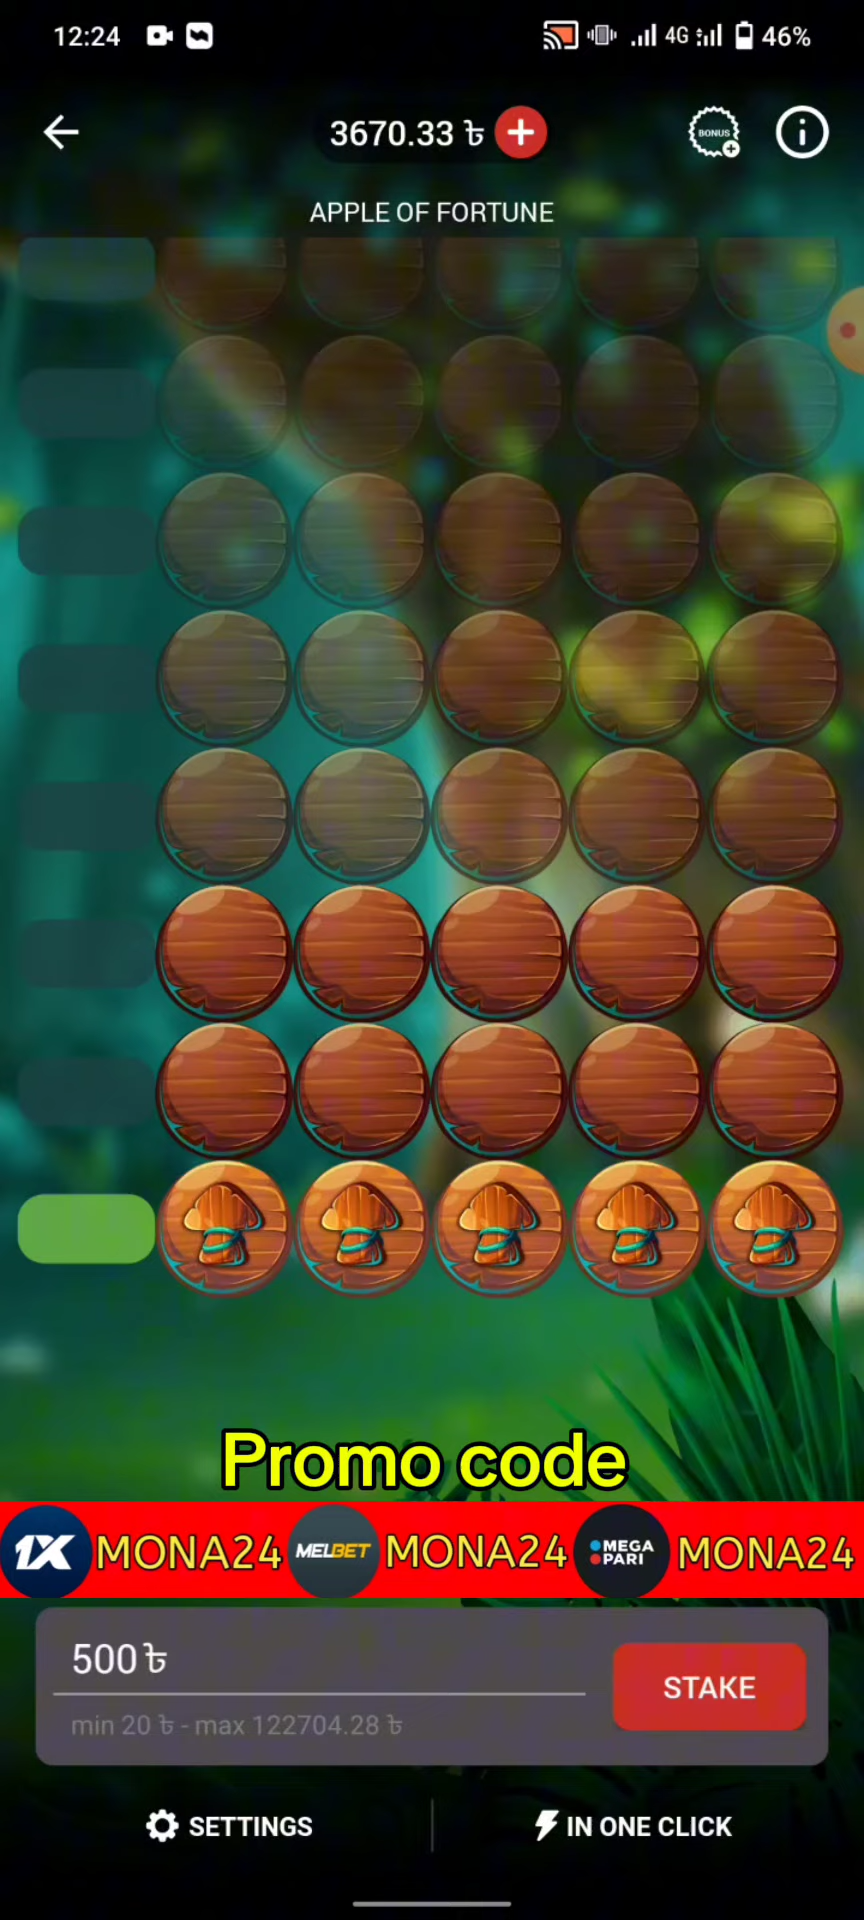 12:24 4G 46%
3670.33 ৳
BONUS
APPLE OF FORTUNE
Promo code
1X MONA24 MELBET MONA24 MEGA PARI MONA24
500 ৳
STAKE
min 20 ৳ - max 122704.28 ৳
SETTINGS IN ONE CLICK